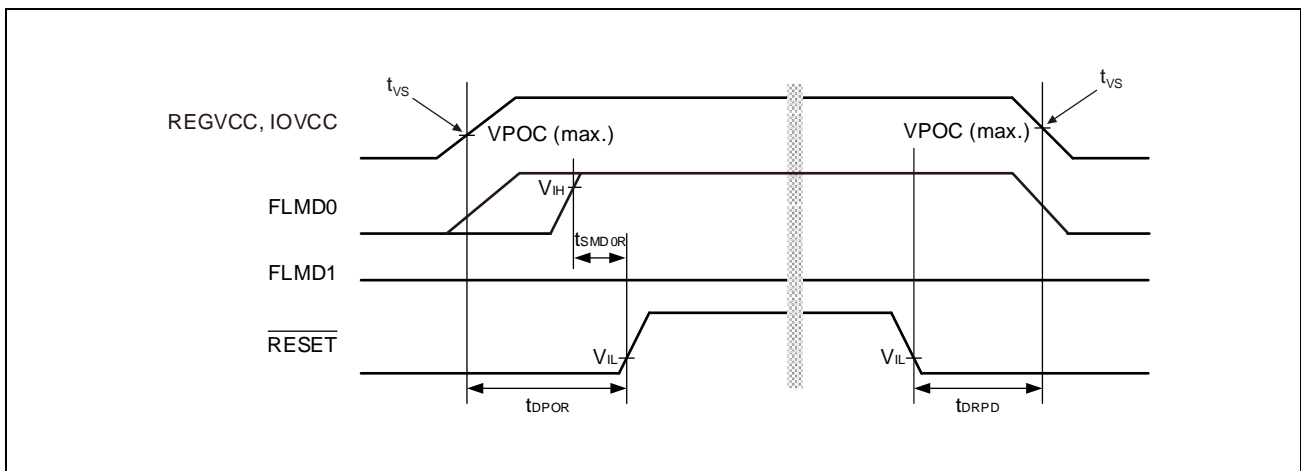 tVS
tVS
REGVCC, IOVCC
VPOC (max.)
VPOC (max.)
VIH
FLMD0
tSMD0R
FLMD1
RESET
VIL
VIL
tDPOR
tDRPD